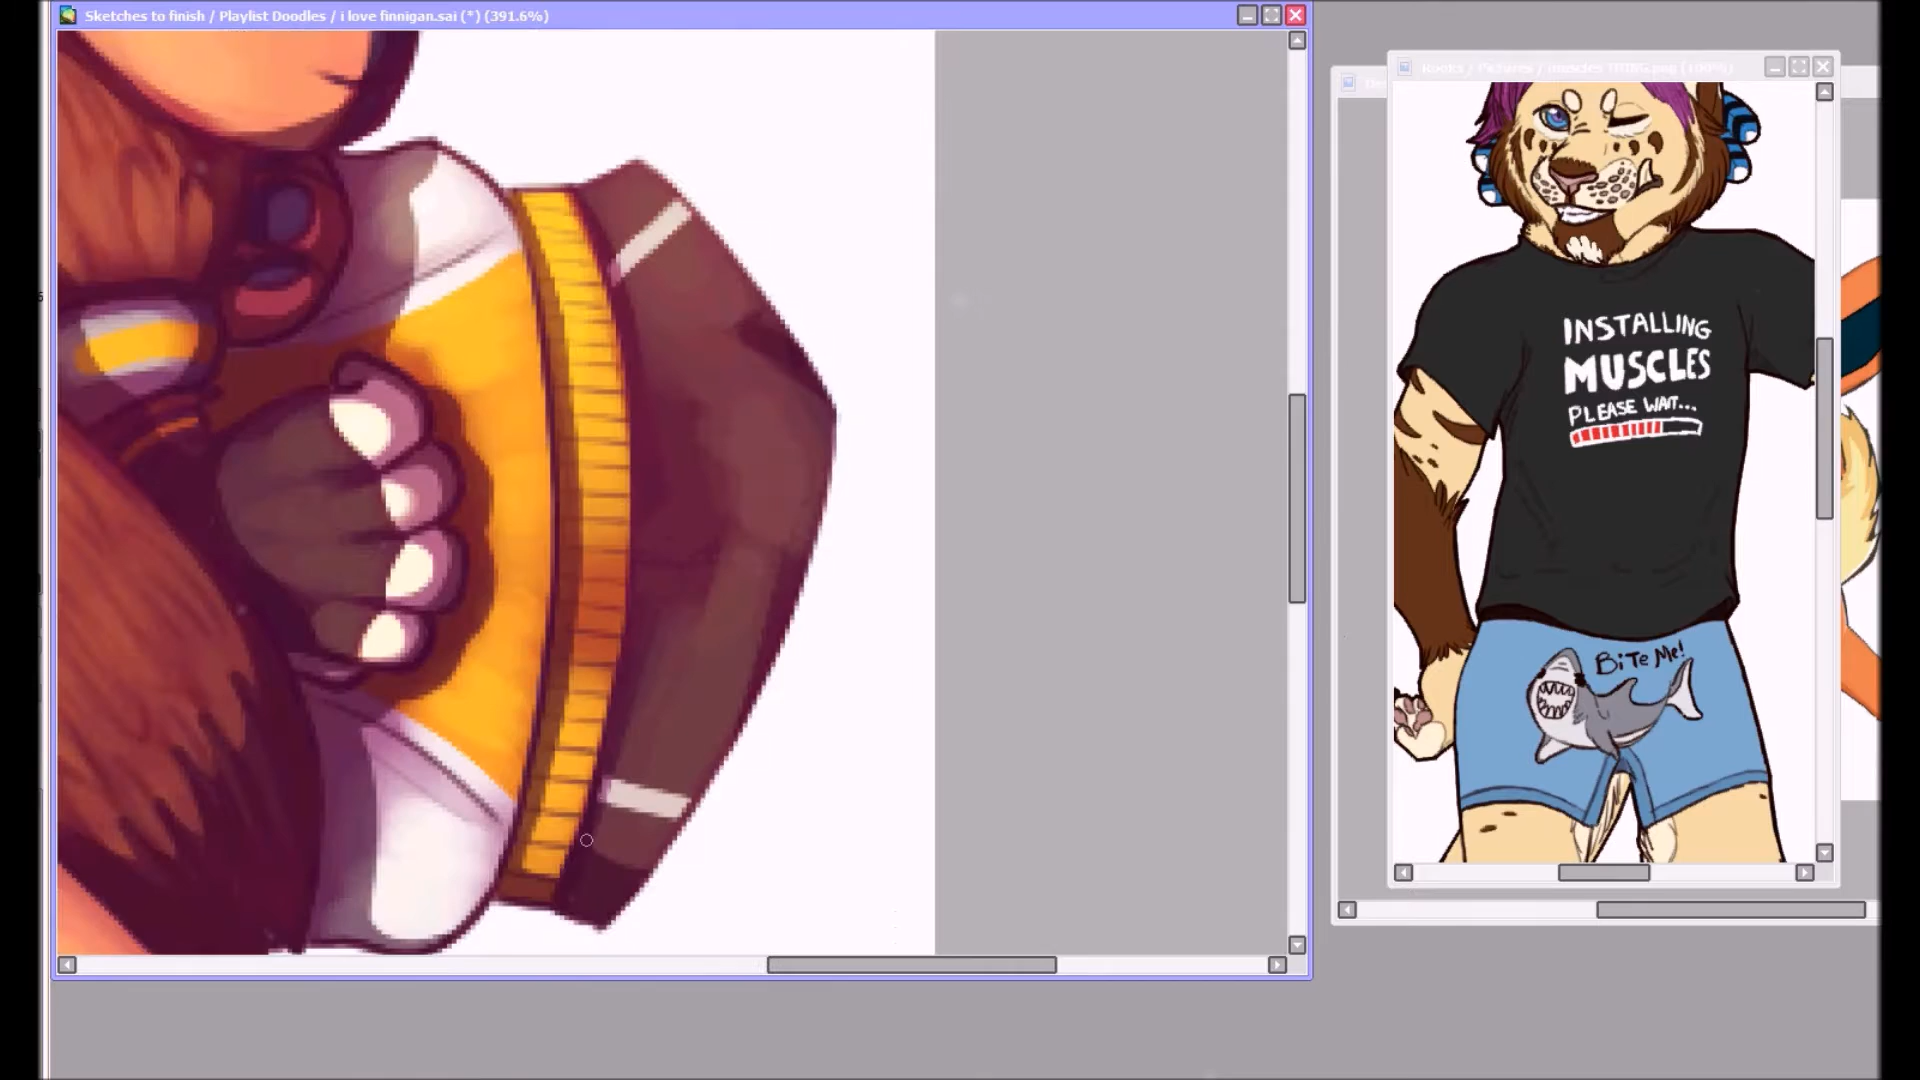 Sketches to finish / Playlist Doodles / i love finnigan.sai (*) (391.6%)
INSTALLING
MUSCLES
PLEASE WAIT...
BiTe Me!